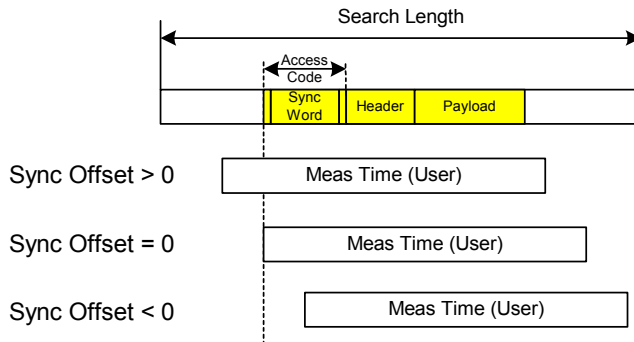 Search Length
Access
Code
Sync
Word
Header
Payload
Sync Offset > 0
Meas Time (User)
Sync Offset = 0
Meas Time (User)
Sync Offset < 0
Meas Time (User)